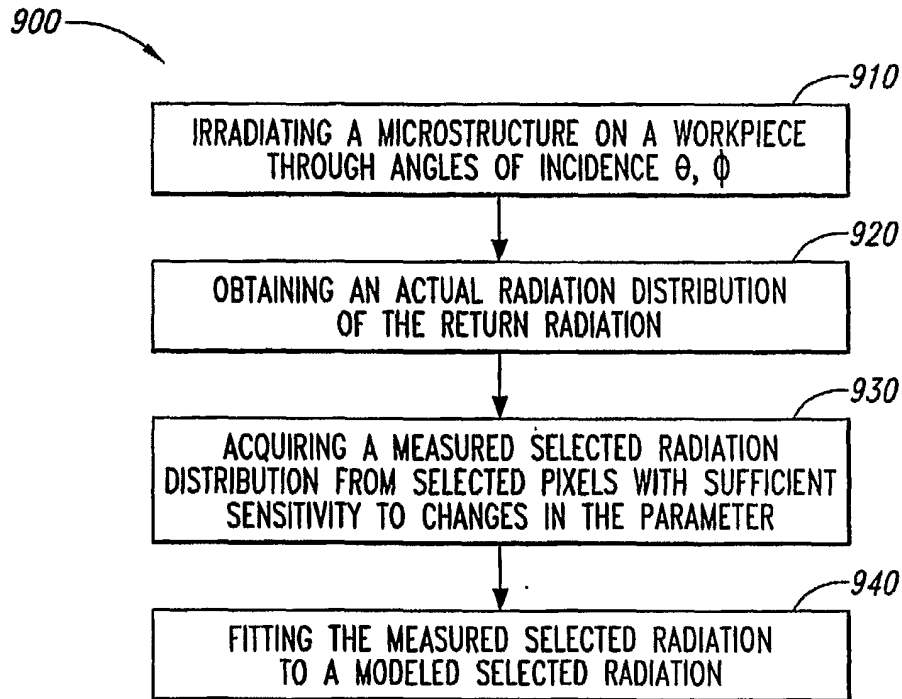 900
910
IRRADIATING A MICROSTRUCTURE ON A WORKPIECE
THROUGH ANGLES OF INCIDENCE θ, ϕ
920
OBTAINING AN ACTUAL RADIATION DISTRIBUTION
OF THE RETURN RADIATION
930
ACQUIRING A MEASURED SELECTED RADIATION
DISTRIBUTION FROM SELECTED PIXELS WITH SUFFICIENT
SENSITIVITY TO CHANGES IN THE PARAMETER
940
FITTING THE MEASURED SELECTED RADIATION
TO A MODELED SELECTED RADIATION